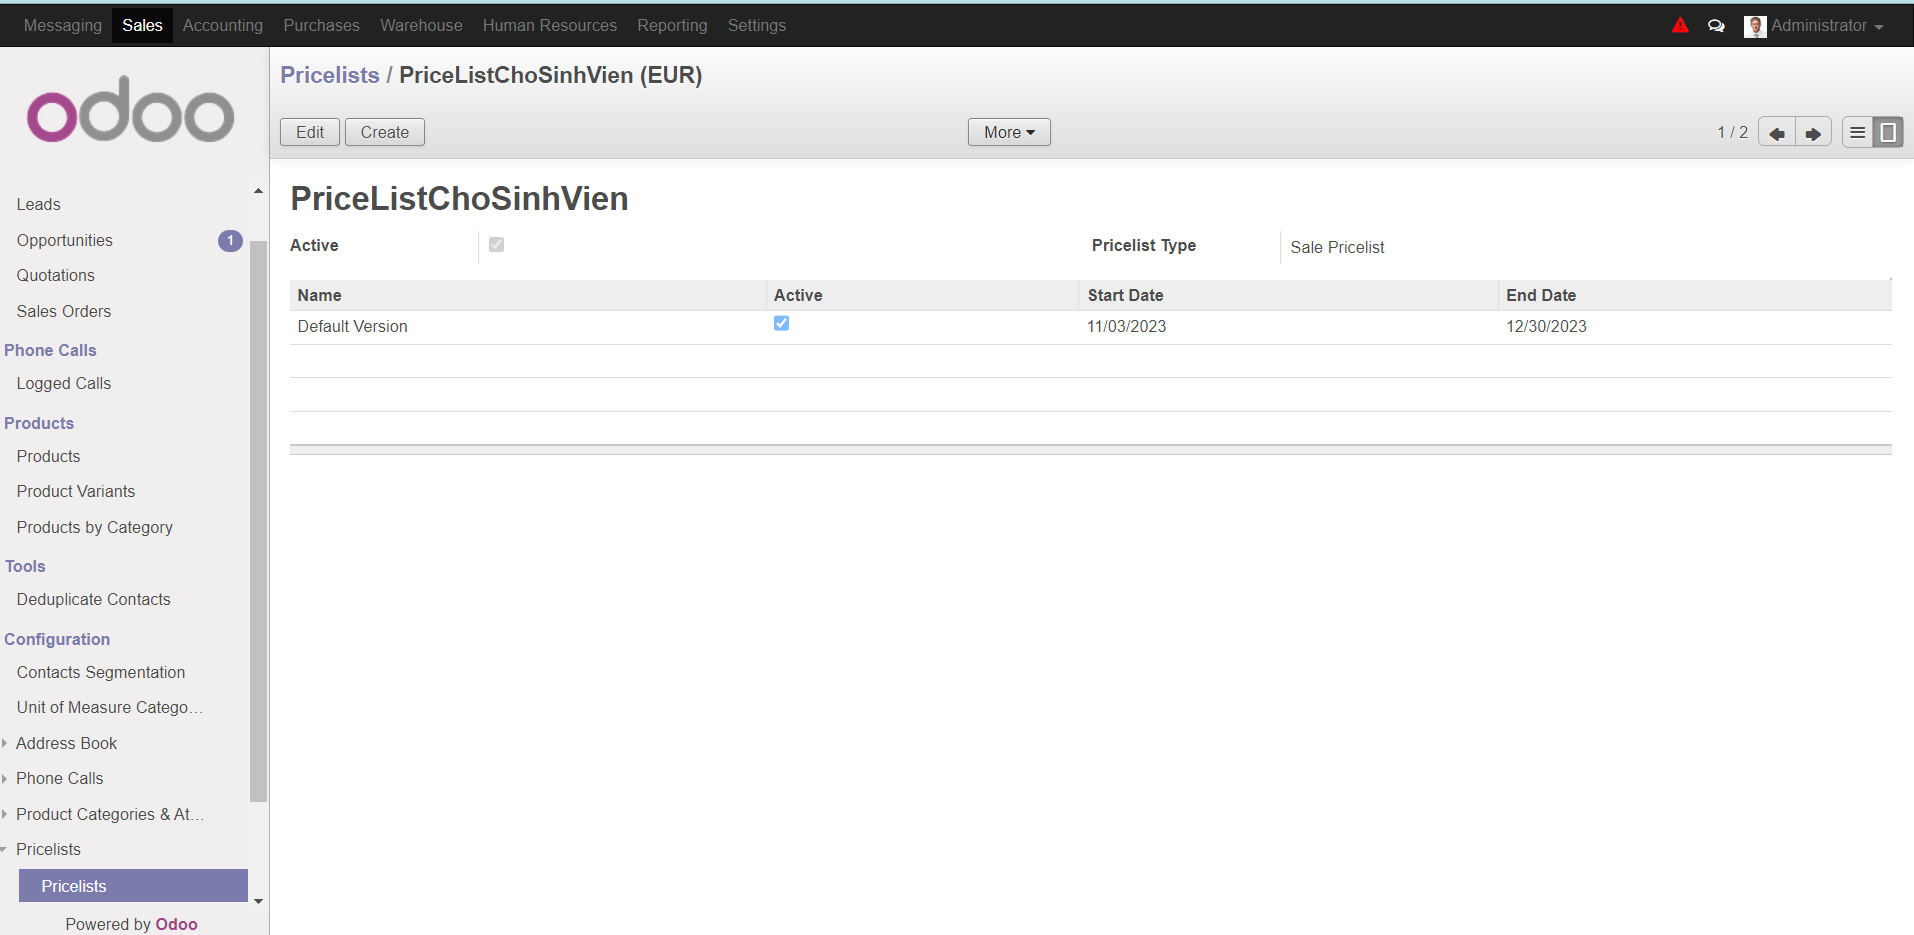 Messaging Sales Accounting Purchases Warehouse Human Resources Reporting Settings Administrator
odoo
Leads
Opportunities 1
Quotations
Sales Orders
Phone Calls
Logged Calls
Products
Products
Product Variants
Products by Category
Tools
Deduplicate Contacts
Configuration
Contacts Segmentation
Unit of Measure Catego...
Address Book
Phone Calls
Product Categories & At...
Pricelists
Pricelists
Powered by Odoo
Pricelists / PriceListChoSinhVien (EUR)
Edit Create More 1 / 2
PriceListChoSinhVien
Active Pricelist Type Sale Pricelist
Name Active Start Date End Date
Default Version 11/03/2023 12/30/2023